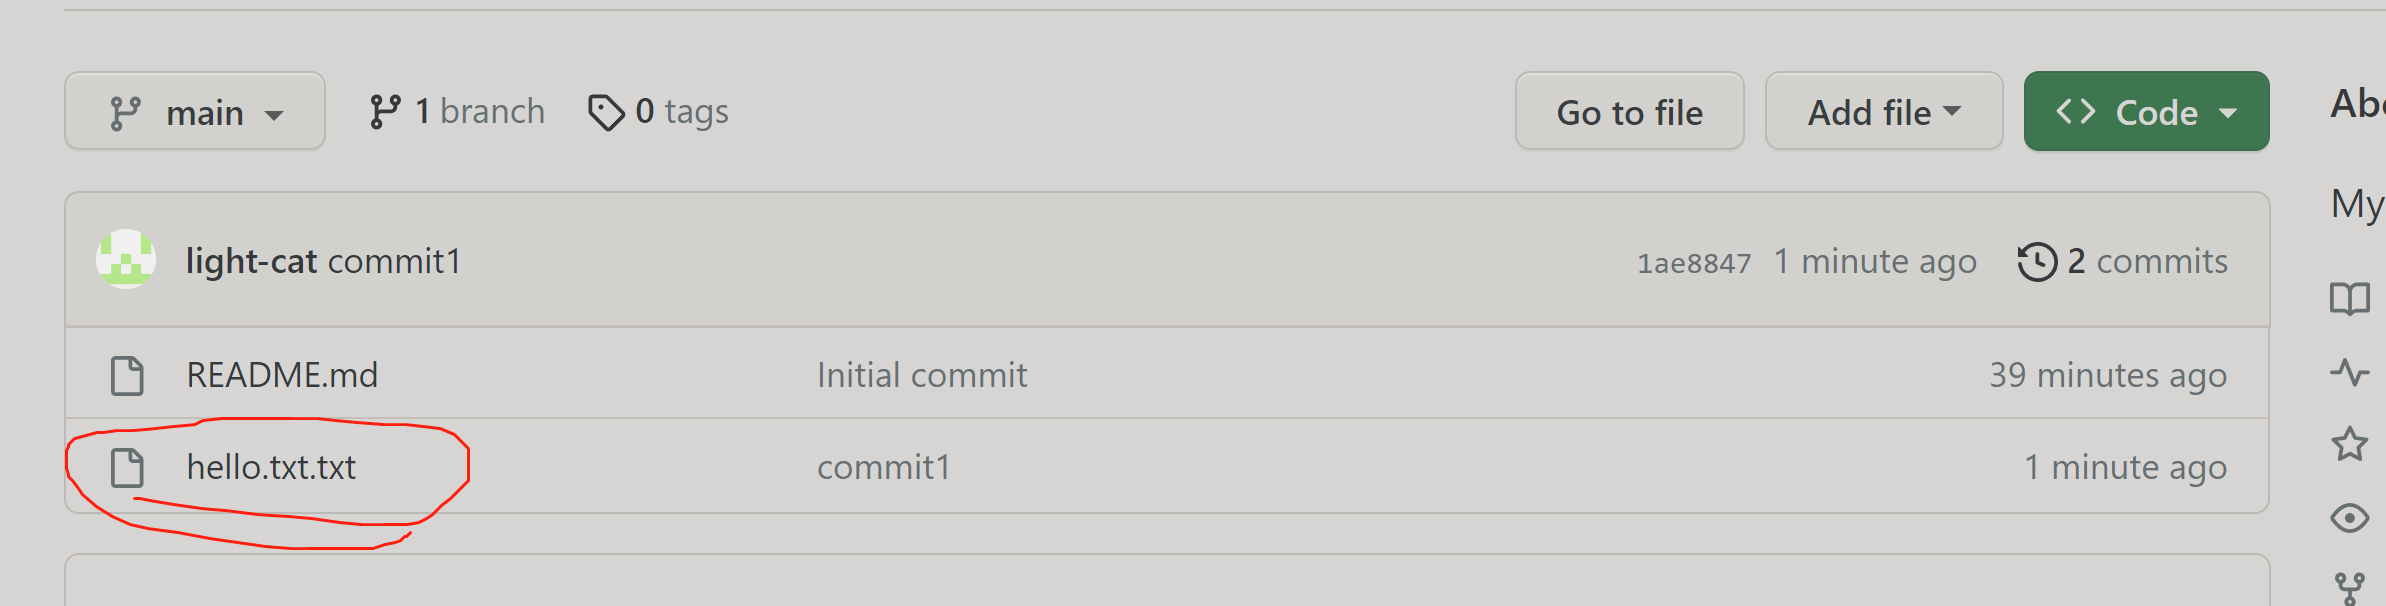 main 1 branch 0 tags Go to file Add file Code
Abo
My
light-cat commit1 1ae8847 1 minute ago 2 commits
README.md Initial commit 39 minutes ago
hello.txt.txt commit1 1 minute ago